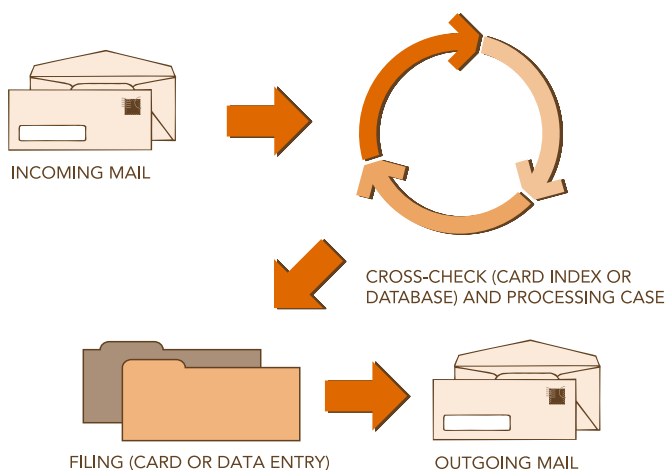 INCOMING MAIL
CROSS-CHECK (CARD INDEX OR
DATABASE) AND PROCESSING CASE
FILING (CARD OR DATA ENTRY)
OUTGOING MAIL